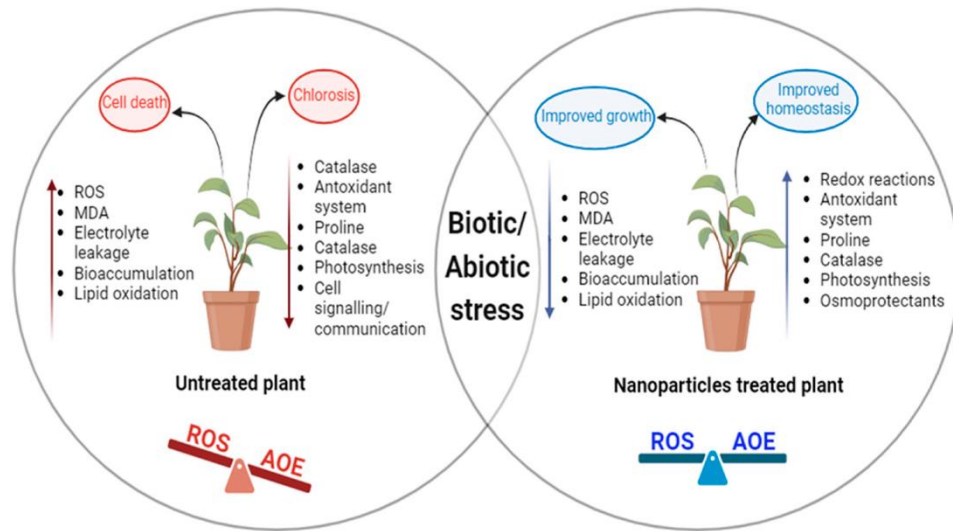 Cell death
Chlorosis
ROS
MDA
Electrolyte
leakage
Bioaccumulation
Lipid oxidation
Catalase
Antoxidant
system
Proline
Catalase
Photosynthesis
Cell
signalling/
communication
Untreated plant
ROS
AOE
Biotic/
Abiotic
stress
Improved growth
Improved
homeostasis
ROS
MDA
Electrolyte
leakage
Bioaccumulation
Lipid oxidation
Redox reactions
Antoxidant
system
Proline
Catalase
Photosynthesis
Osmoprotectants
Nanoparticles treated plant
ROS
AOE